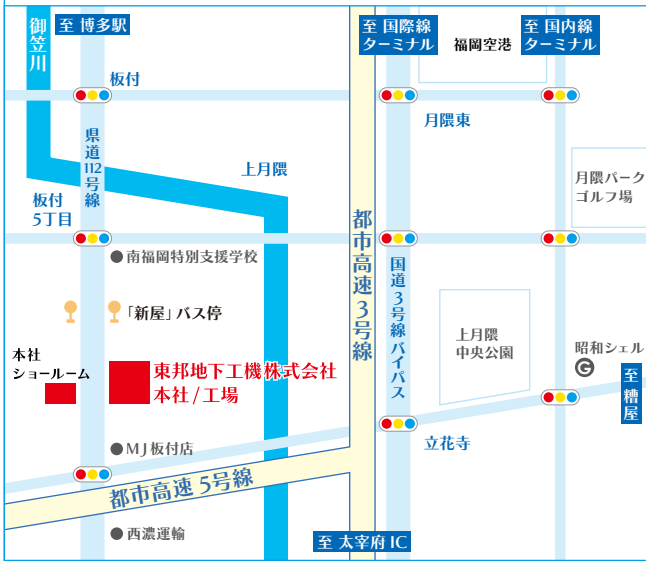 御笠川
至 博多駅
至 国際線
ターミナル
福岡空港
至 国内線
ターミナル
板付
月隈東
県道112号線
上月隈
月隈パーク
ゴルフ場
板付
5丁目
都市高速3号線
南福岡特別支援学校
国道3号線バイパス
「新屋」バス停
上月隈
中央公園
昭和シェル
G
本社
ショールーム
東邦地下工機株式会社
本社/工場
至 糟屋
MJ板付店
立花寺
都市高速5号線
西濃運輸
至 太宰府IC